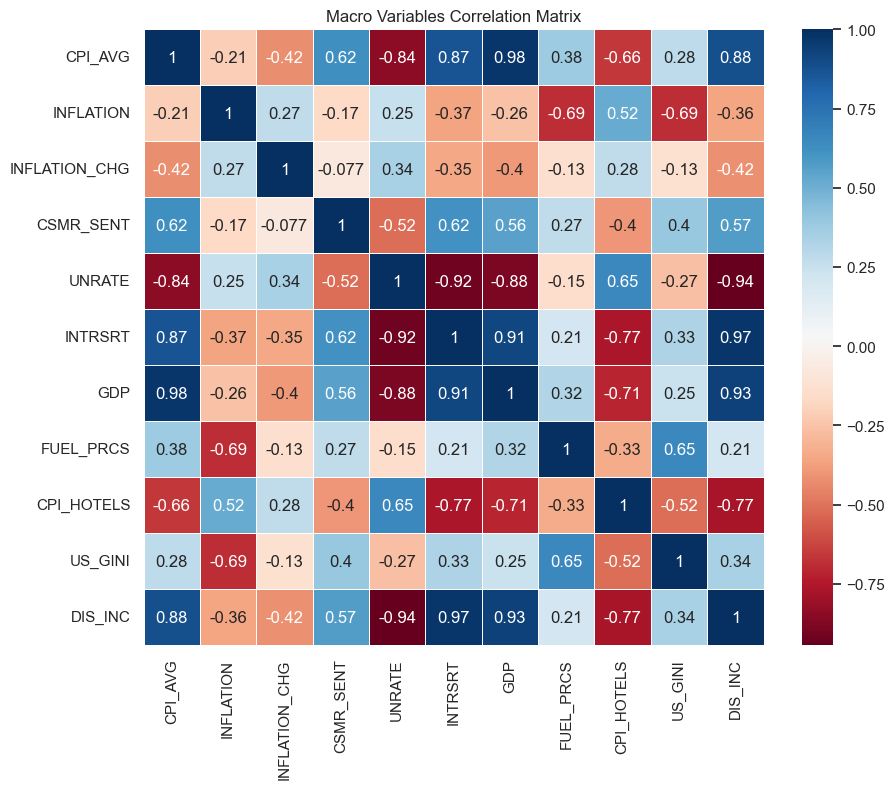 Macro Variables Correlation Matrix
CPI_AVG 1 -0.21 -0.42 0.62 -0.84 0.87 0.98 0.38 -0.66 0.28 0.88
INFLATION -0.21 1 0.27 -0.17 0.25 -0.37 -0.26 -0.69 0.52 -0.69 -0.36
INFLATION_CHG -0.42 0.27 1 -0.077 0.34 -0.35 -0.4 -0.13 0.28 -0.13 -0.42
CSMR_SENT 0.62 -0.17 -0.077 1 -0.52 0.62 0.56 0.27 -0.4 0.4 0.57
UNRATE -0.84 0.25 0.34 -0.52 1 -0.92 -0.88 -0.15 0.65 -0.27 -0.94
INTRSRT 0.87 -0.37 -0.35 0.62 -0.92 1 0.91 0.21 -0.77 0.33 0.97
GDP 0.98 -0.26 -0.4 0.56 -0.88 0.91 1 0.32 -0.71 0.25 0.93
FUEL_PRCS 0.38 -0.69 -0.13 0.27 -0.15 0.21 0.32 1 -0.33 0.65 0.21
CPI_HOTELS -0.66 0.52 0.28 -0.4 0.65 -0.77 -0.71 -0.33 1 -0.52 -0.77
US_GINI 0.28 -0.69 -0.13 0.4 -0.27 0.33 0.25 0.65 -0.52 1 0.34
DIS_INC 0.88 -0.36 -0.42 0.57 -0.94 0.97 0.93 0.21 -0.77 0.34 1
CPI_AVG
INFLATION
INFLATION_CHG
CSMR_SENT
UNRATE
INTRSRT
GDP
FUEL_PRCS
CPI_HOTELS
US_GINI
DIS_INC
1.00
0.75
0.50
0.25
0.00
−0.25
−0.50
−0.75